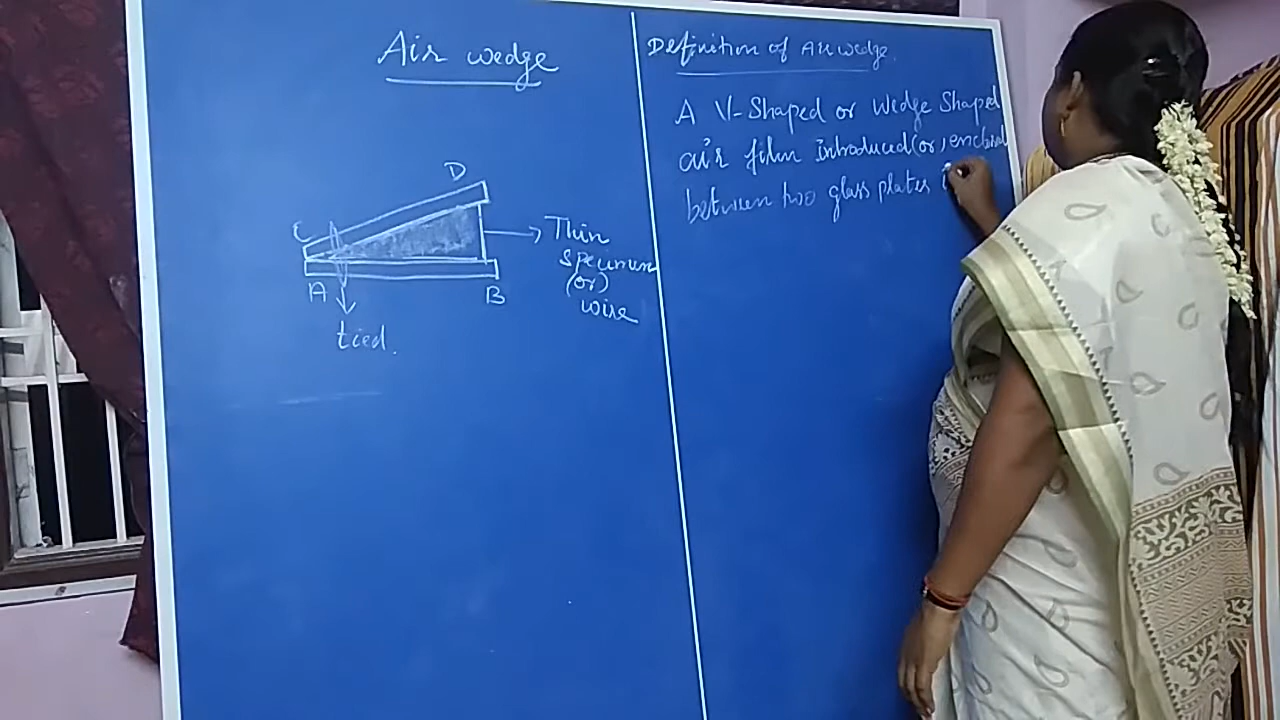 Air wedge
D
C
Thin
specimen
(or)
wire
A
B
tied.
Definition of Air wedge.
A V-Shaped or wedge Shaped
air film introduced (or) enclosed
between two glass plates